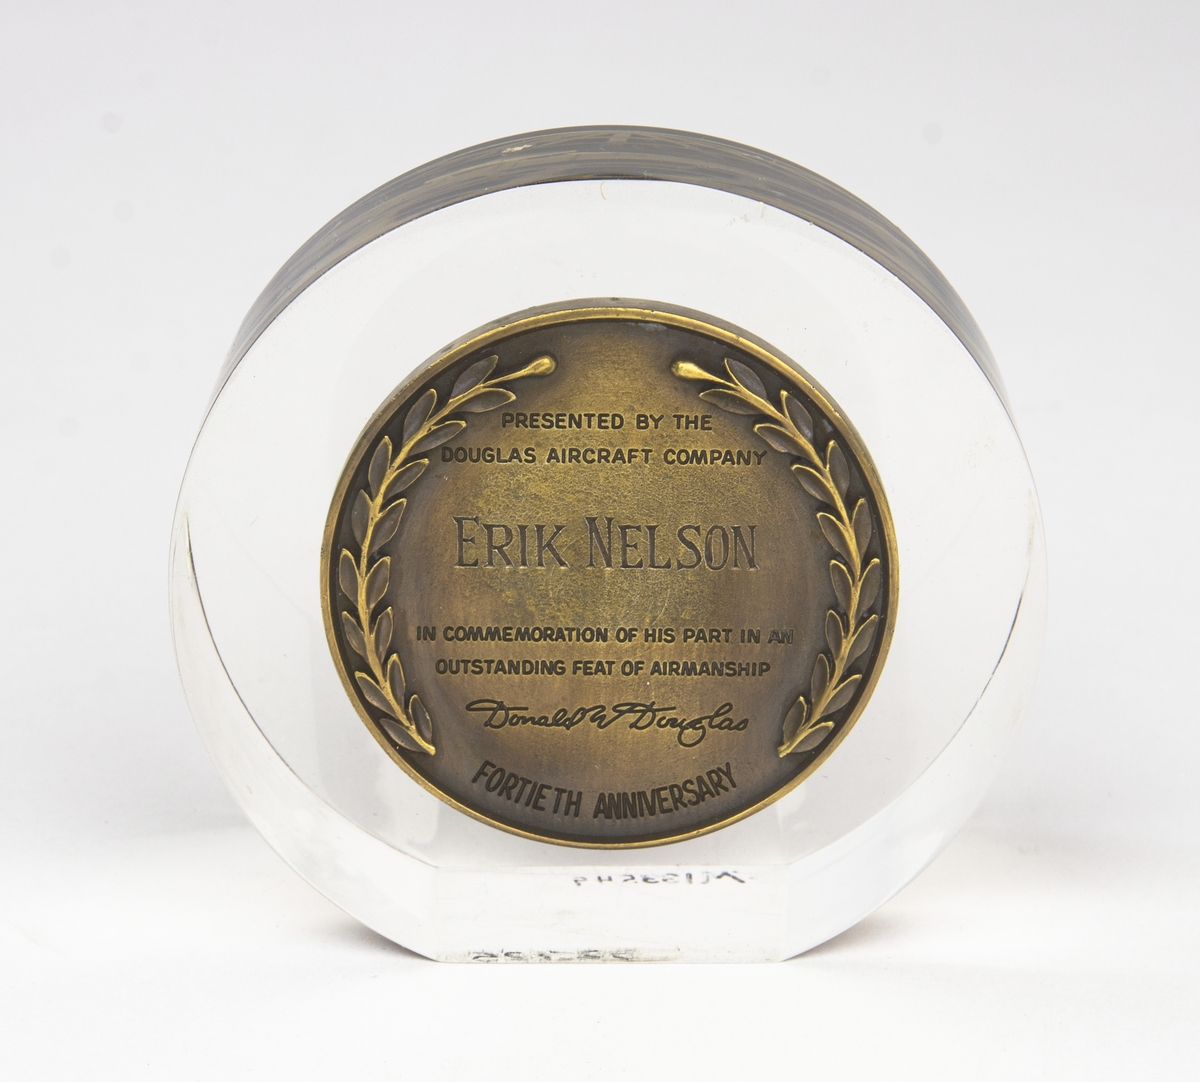 PRESENTED BY THE
DOUGLAS AIRCRAFT COMPANY
ERIK NELSON
IN COMMEMORATION OF HIS PART IN AN
OUTSTANDING FEAT OF AIRMANSHIP
Donald W Douglas
FORTIETH ANNIVERSARY